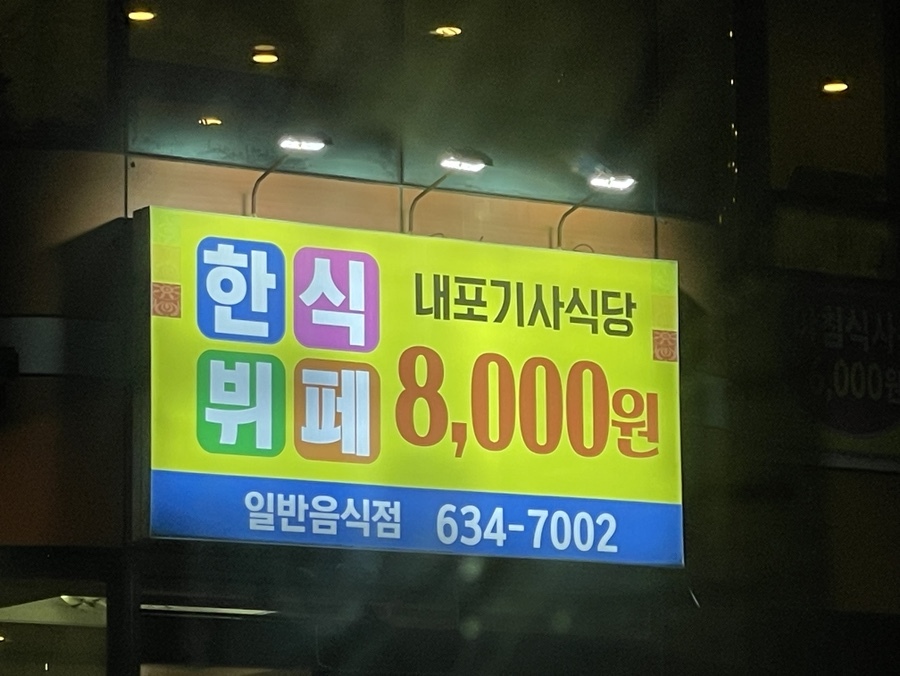 한식 뷔페
내포기사식당
8,000원
일반음식점 634-7002